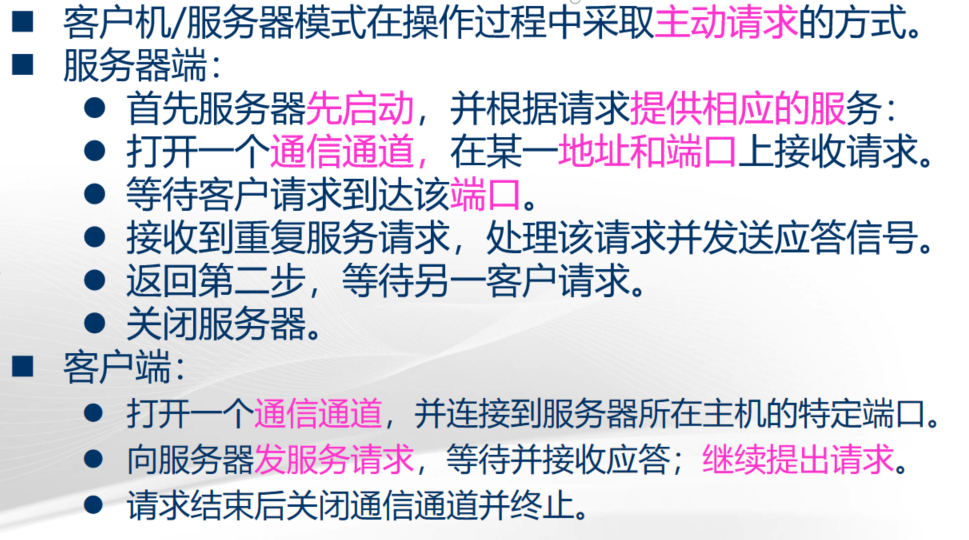 客户机/服务器模式在操作过程中采取主动请求的方式。
服务器端：
首先服务器先启动，并根据请求提供相应的服务：
打开一个通信通道，在某一地址和端口上接收请求。
等待客户请求到达该端口。
接收到重复服务请求，处理该请求并发送应答信号。
返回第二步，等待另一客户请求。
关闭服务器。
客户端：
打开一个通信通道，并连接到服务器所在主机的特定端口。
向服务器发服务请求，等待并接收应答；继续提出请求。
请求结束后关闭通信通道并终止。